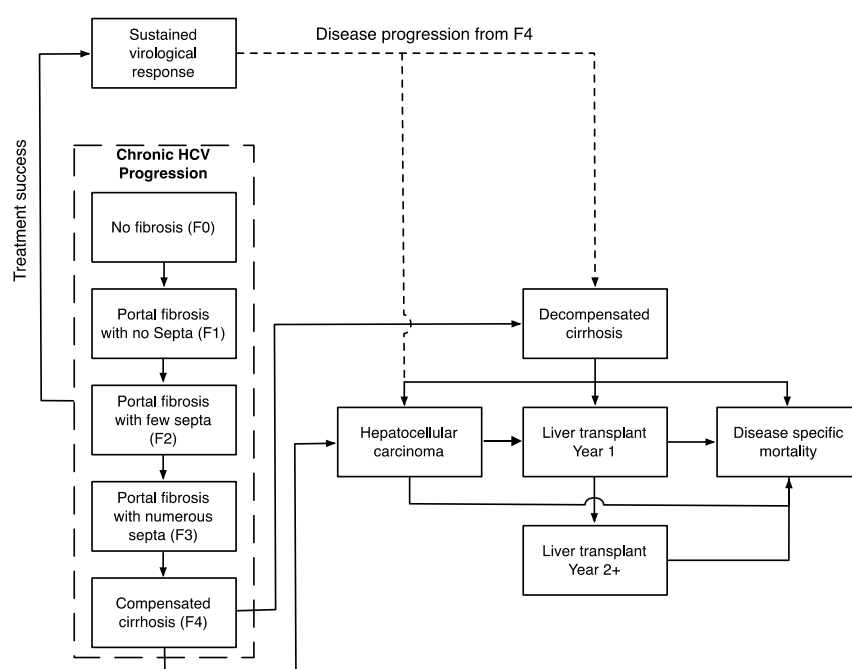 Sustained
virological
response
Disease progression from F4
Treatment success
Chronic HCV
Progression
No fibrosis (F0)
Portal fibrosis
with no Septa (F1)
Portal fibrosis
with few septa
(F2)
Portal fibrosis
with numerous
septa (F3)
Compensated
cirrhosis (F4)
Decompensated
cirrhosis
Hepatocellular
carcinoma
Liver transplant
Year 1
Disease specific
mortality
Liver transplant
Year 2+